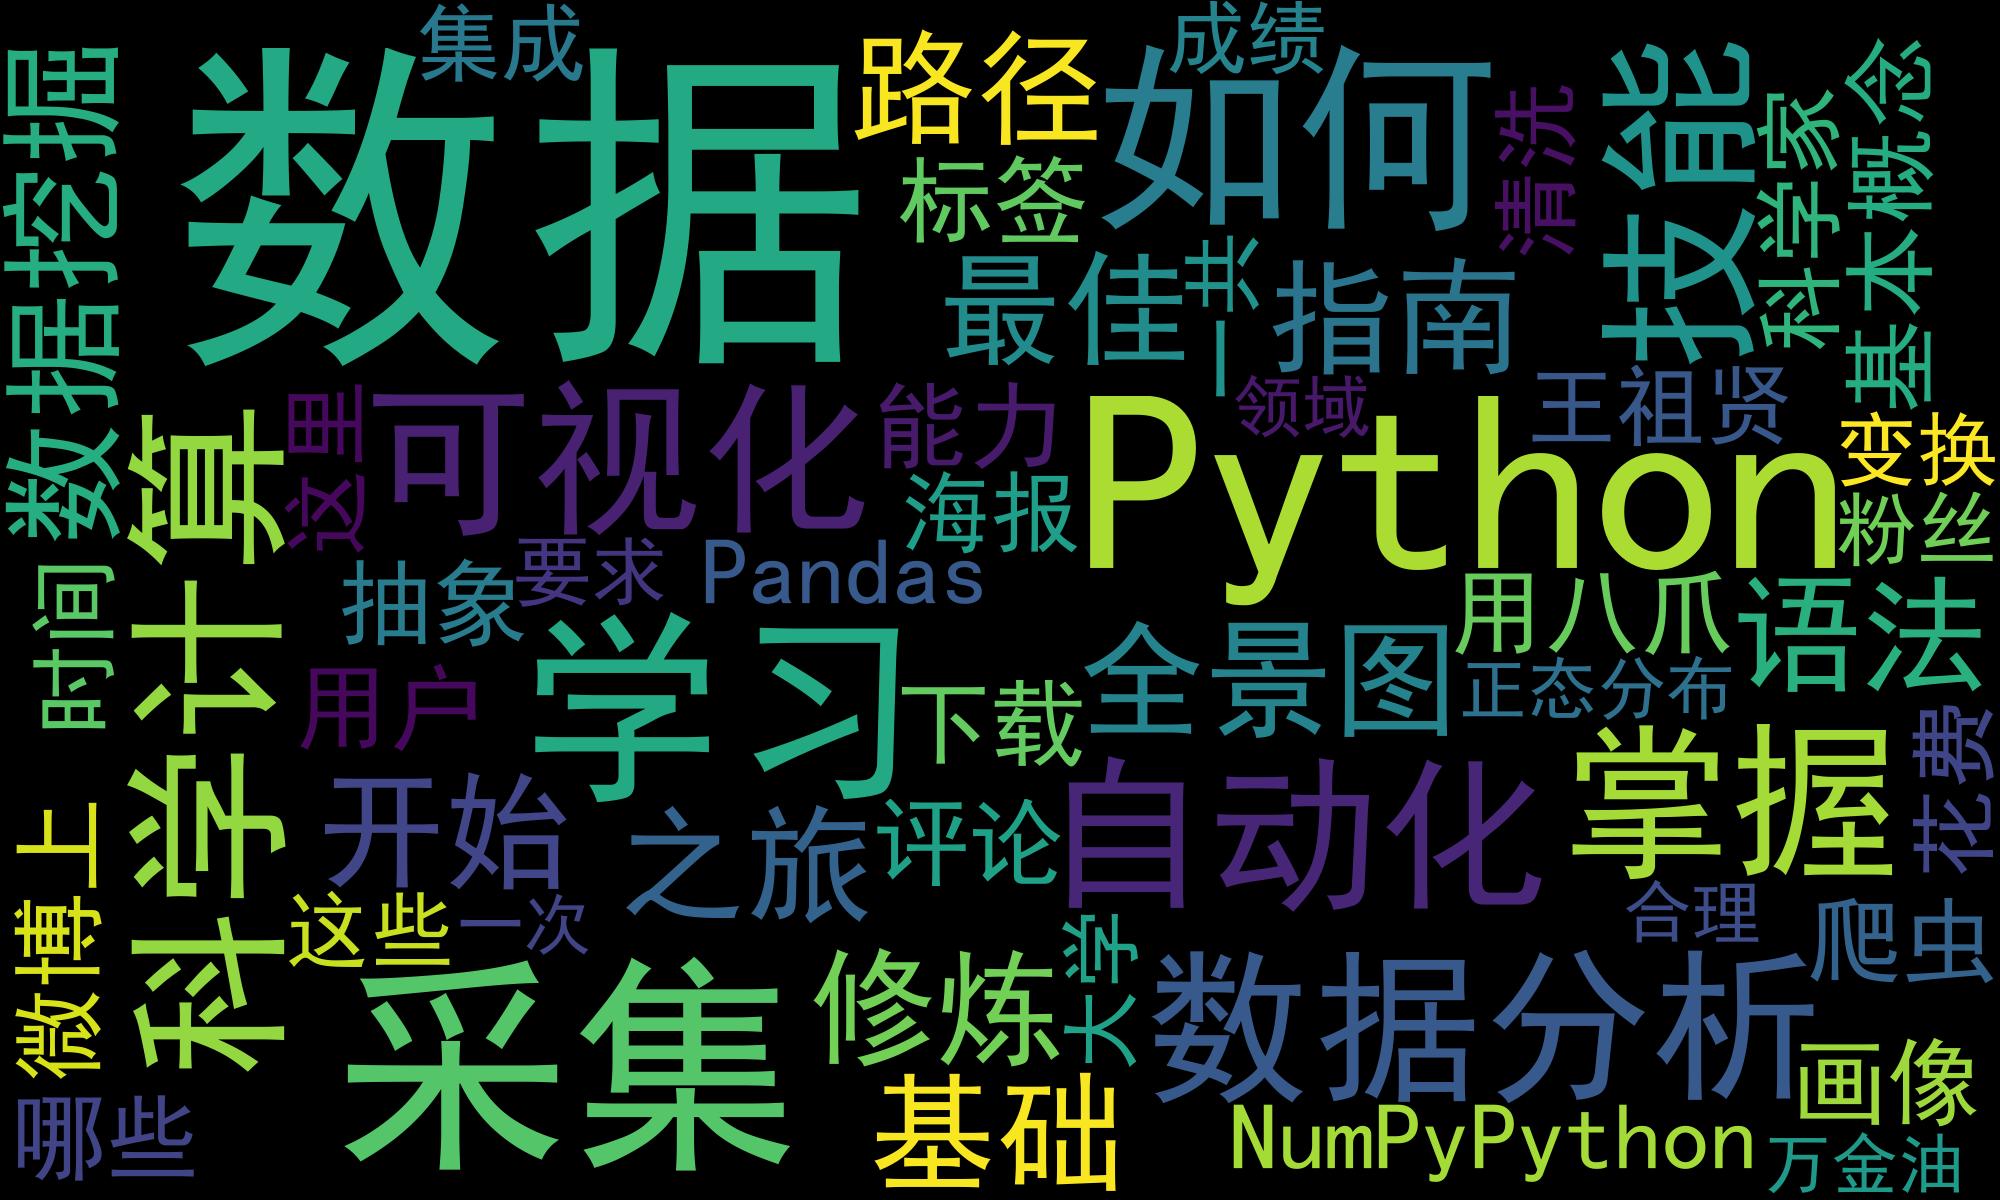 集成
成绩
数据
路径
如何
技能
科学家
基本概念
清洗
数据挖掘
标签
最佳
一共
指南
王祖贤
领域
可视化
能力
Python
变换
这里
科学计算
海报
粉丝
要求
Pandas
抽象
时间
用八爪
语法
学习
全景图
正态分布
用户
下载
花费
掌握
自动化
开始
之旅
评论
微博上
这些
一次
合理
爬虫
大学
采集
修炼
数据分析
画像
基础
哪些
NumPyPython
万金油